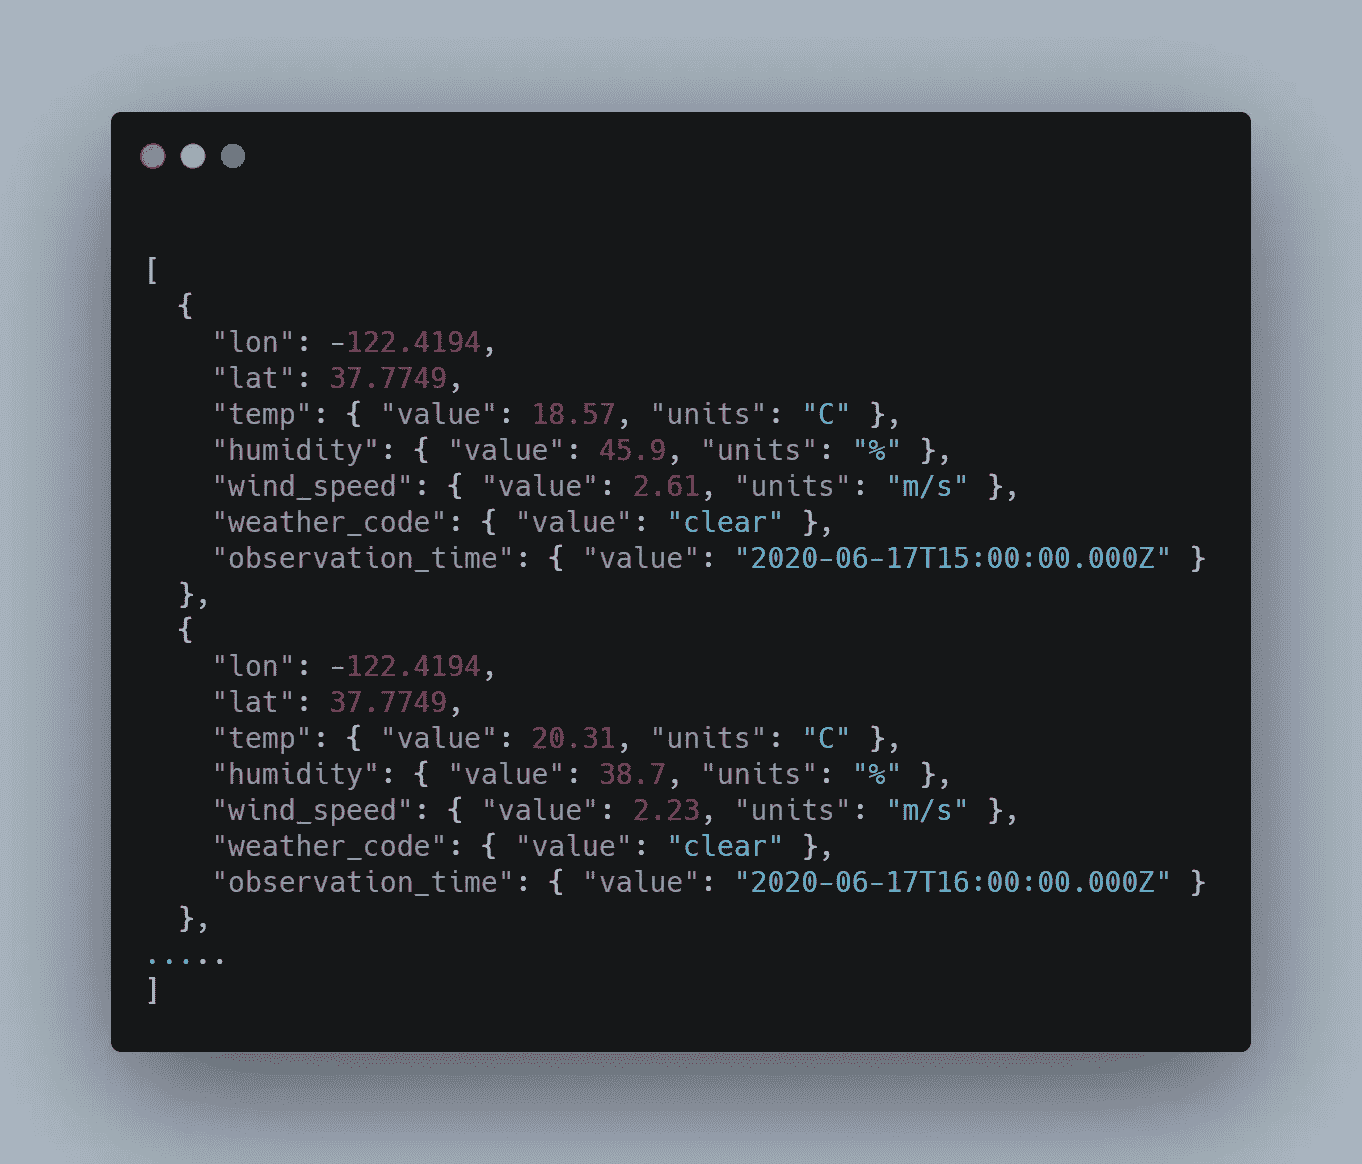 [
  {
    "lon": -122.4194,
    "lat": 37.7749,
    "temp": { "value": 18.57, "units": "C" },
    "humidity": { "value": 45.9, "units": "%" },
    "wind_speed": { "value": 2.61, "units": "m/s" },
    "weather_code": { "value": "clear" },
    "observation_time": { "value": "2020-06-17T15:00:00.000Z" }
  },
  {
    "lon": -122.4194,
    "lat": 37.7749,
    "temp": { "value": 20.31, "units": "C" },
    "humidity": { "value": 38.7, "units": "%" },
    "wind_speed": { "value": 2.23, "units": "m/s" },
    "weather_code": { "value": "clear" },
    "observation_time": { "value": "2020-06-17T16:00:00.000Z" }
  },
.....
]